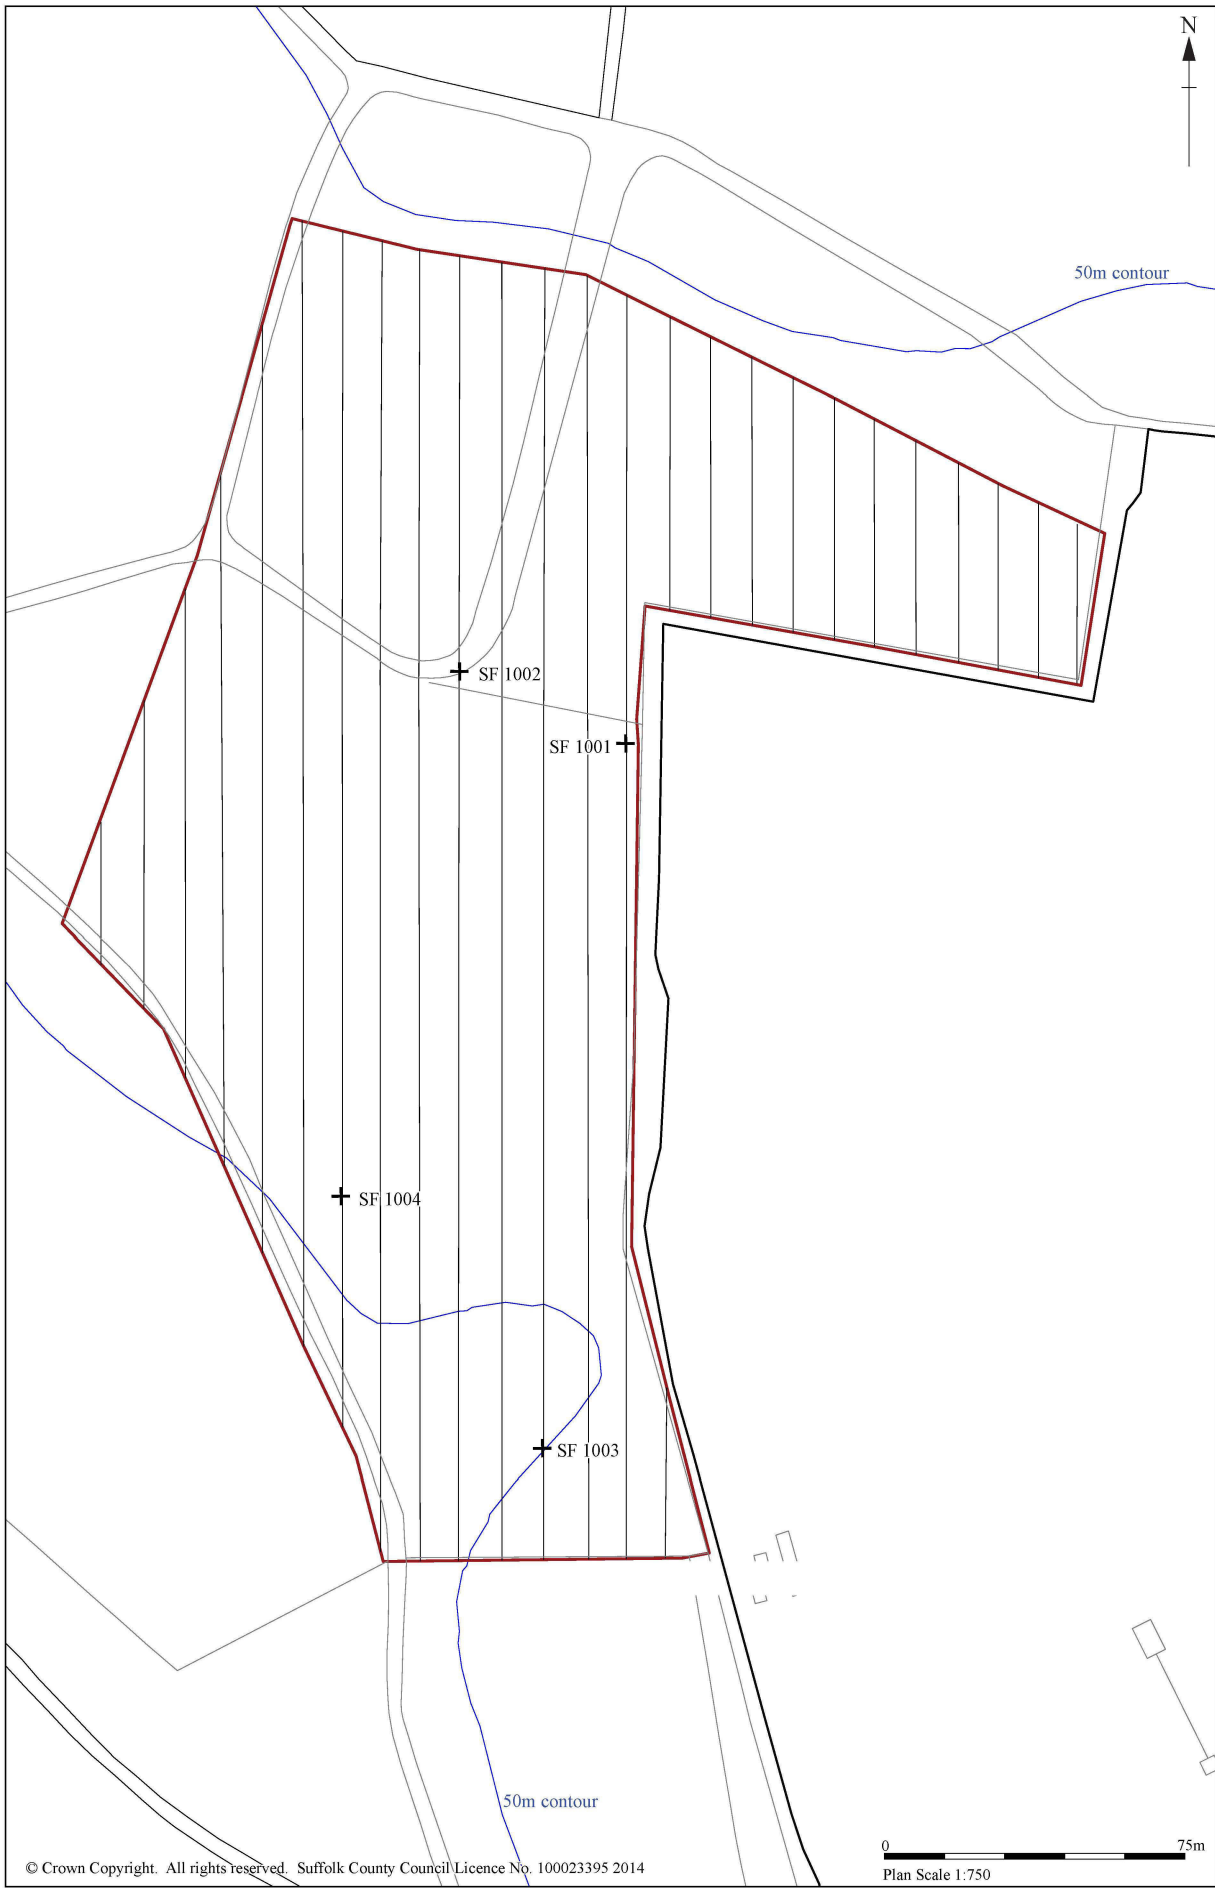 N
50m contour
SF 1002
SF 1001
SF 1004
SF 1003
50m contour
0 75m
Plan Scale 1:750
© Crown Copyright. All rights reserved. Suffolk County Council Licence No. 100023395 2014